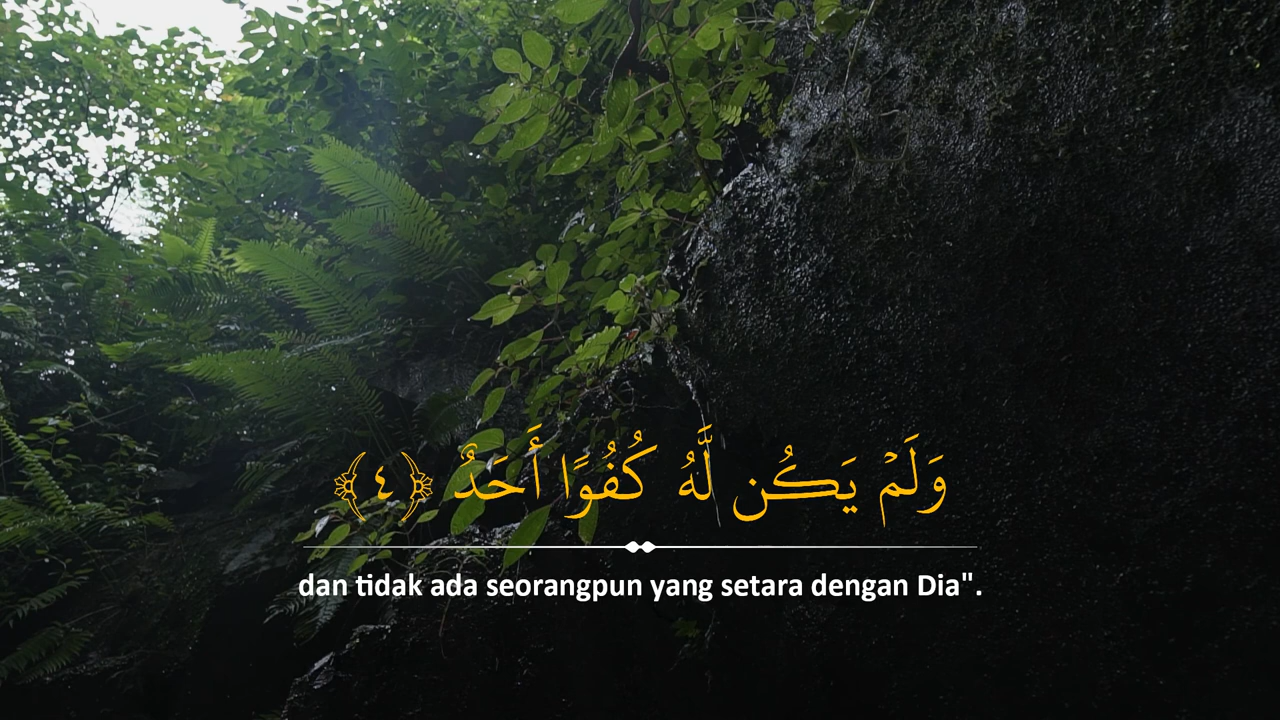 وَلَمْ يَكُن لَّهُ كُفُوًا أَحَدٌ ﴿٤﴾
dan tidak ada seorangpun yang setara dengan Dia".